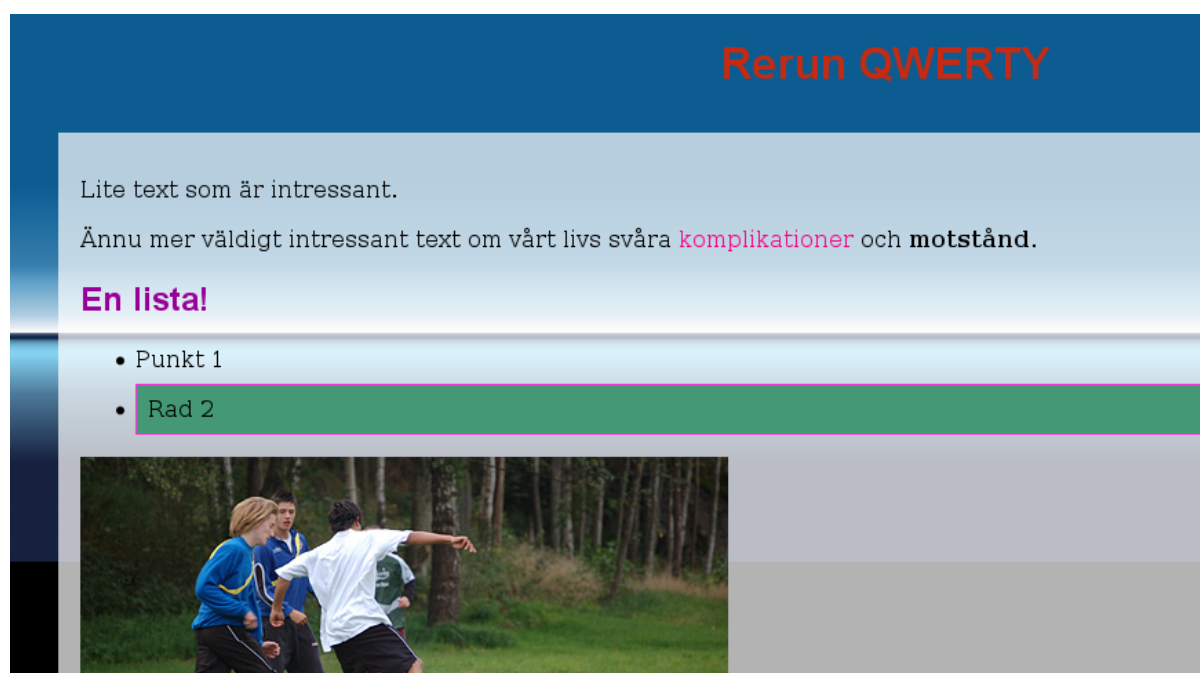 Rerun QWERTY
Lite text som är intressant.
Ännu mer väldigt intressant text om vårt livs svåra komplikationer och motstånd.
En lista!
Punkt 1
Rad 2